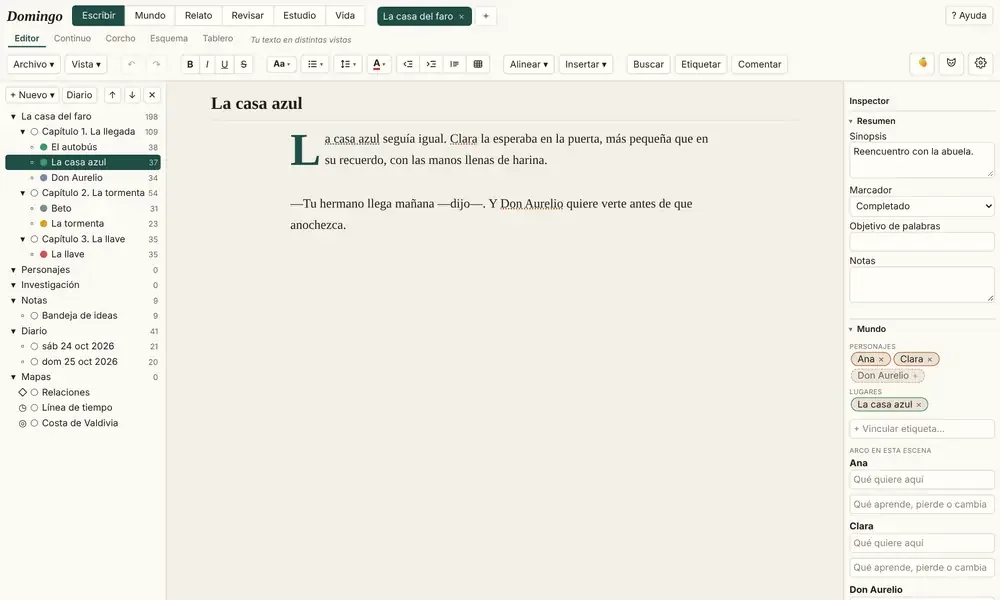 Domingo Escribir Mundo Relato Revisar Estudio Vida La casa del faro × + ? Ayuda
Editor Continuo Corcho Esquema Tablero Tu texto en distintas vistas
Archivo ▾ Vista ▾ B I U S Aa A Alinear ▾ Insertar ▾ Buscar Etiquetar Comentar
+ Nuevo ▾ Diario ↑ ↓ ×
La casa del faro 198
Capítulo 1. La llegada 109
El autobús 38
La casa azul 37
Don Aurelio 34
Capítulo 2. La tormenta 54
Beto 31
La tormenta 23
Capítulo 3. La llave 35
La llave 35
Personajes 0
Investigación 0
Notas 9
Bandeja de ideas 9
Diario 41
sáb 24 oct 2026 21
dom 25 oct 2026 20
Mapas 0
Relaciones
Línea de tiempo
Costa de Valdivia
La casa azul
La casa azul seguía igual. Clara la esperaba en la puerta, más pequeña que en
su recuerdo, con las manos llenas de harina.
—Tu hermano llega mañana —dijo—. Y Don Aurelio quiere verte antes de que
anochezca.
Inspector
Resumen
Sinopsis
Reencuentro con la abuela.
Marcador
Completado
Objetivo de palabras
Notas
Mundo
PERSONAJES
Ana × Clara ×
Don Aurelio +
LUGARES
La casa azul ×
+ Vincular etiqueta...
ARCO EN ESTA ESCENA
Ana
Qué quiere aquí
Qué aprende, pierde o cambia
Clara
Qué quiere aquí
Qué aprende, pierde o cambia
Don Aurelio